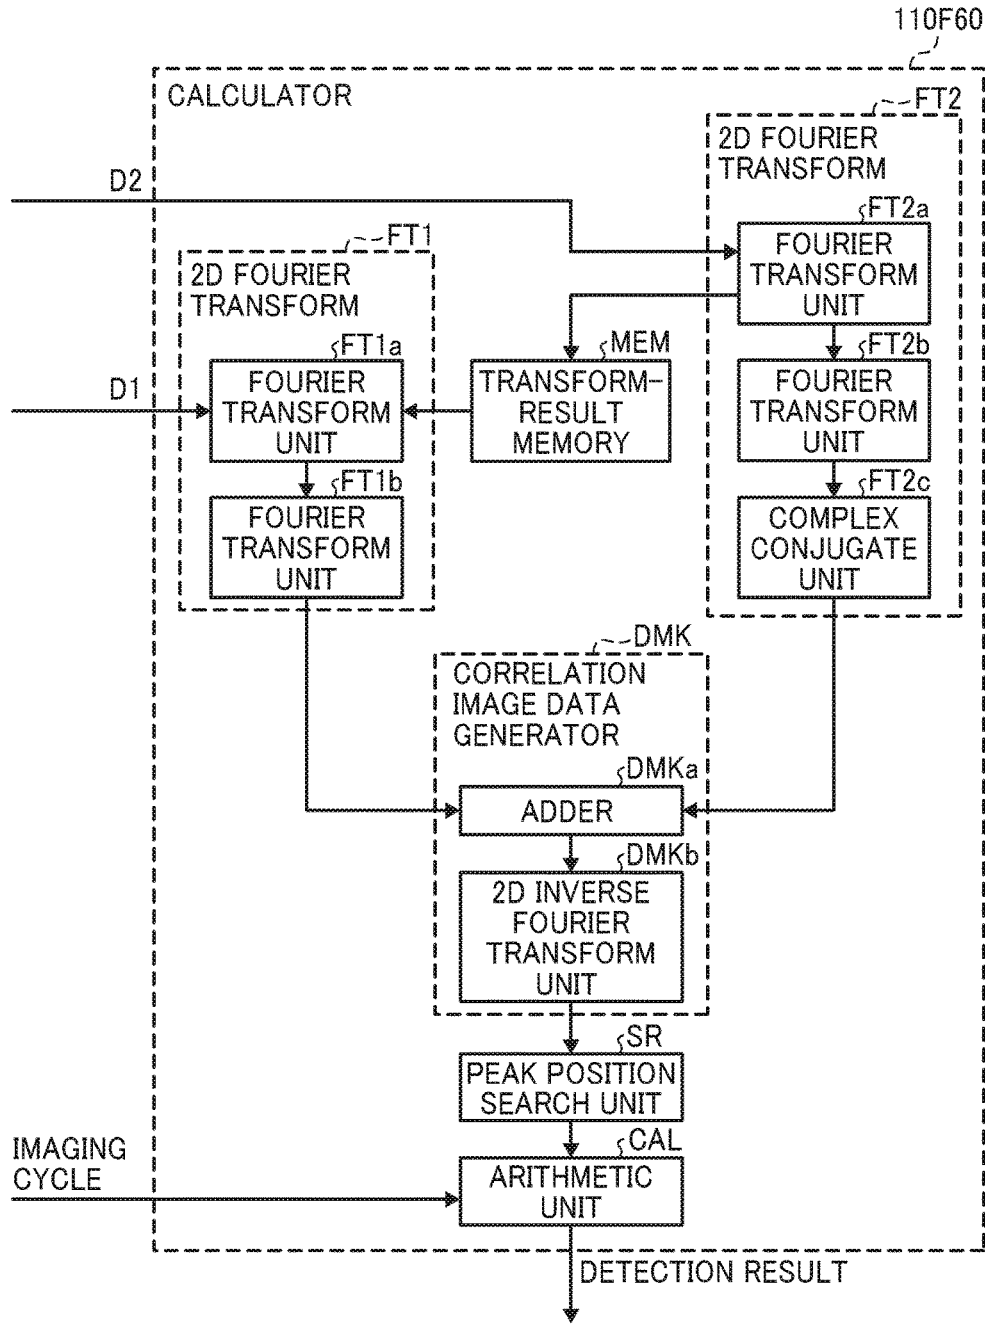 110F60
CALCULATOR
FT2
2D FOURIER
TRANSFORM
D2
FT2a
FOURIER
TRANSFORM
UNIT
FT1
2D FOURIER
TRANSFORM
MEM
TRANSFORM-
RESULT
MEMORY
FT1a
FOURIER
TRANSFORM
UNIT
D1
FT2b
FOURIER
TRANSFORM
UNIT
FT1b
FOURIER
TRANSFORM
UNIT
FT2c
COMPLEX
CONJUGATE
UNIT
DMK
CORRELATION
IMAGE DATA
GENERATOR
DMKa
ADDER
DMKb
2D INVERSE
FOURIER
TRANSFORM
UNIT
SR
PEAK POSITION
SEARCH UNIT
IMAGING
CYCLE
CAL
ARITHMETIC
UNIT
DETECTION RESULT